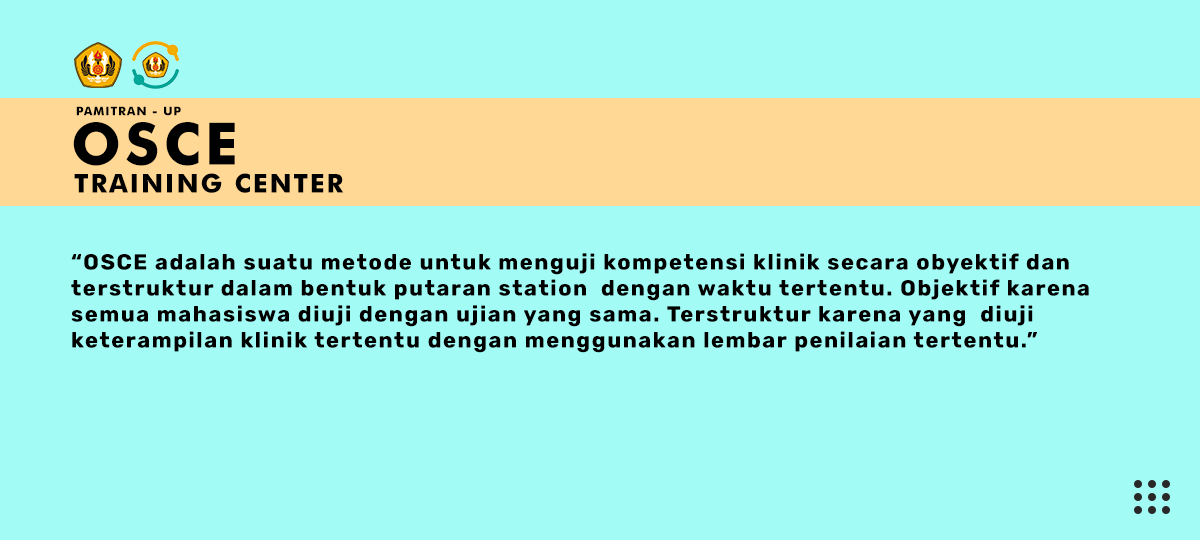 PAMITRAN - UP
OSCE
TRAINING CENTER
“OSCE adalah suatu metode untuk menguji kompetensi klinik secara obyektif dan
terstruktur dalam bentuk putaran station  dengan waktu tertentu. Objektif karena
semua mahasiswa diuji dengan ujian yang sama. Terstruktur karena yang  diuji
keterampilan klinik tertentu dengan menggunakan lembar penilaian tertentu.”